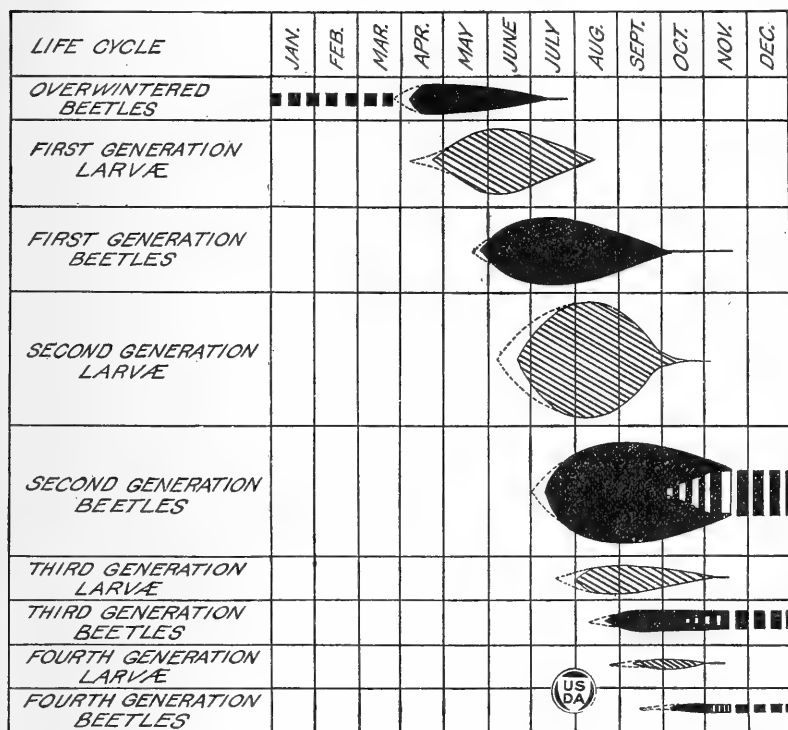 LIFE CYCLE
JAN.
FEB.
MAR.
APR.
MAY
JUNE
JULY
AUG.
SEPT.
OCT.
NOV.
DEC.
OVERWINTERED
BEETLES
FIRST GENERATION
LARVÆ
FIRST GENERATION
BEETLES
SECOND GENERATION
LARVÆ
SECOND GENERATION
BEETLES
THIRD GENERATION
LARVÆ
THIRD GENERATION
BEETLES
FOURTH GENERATION
LARVÆ
FOURTH GENERATION
BEETLES
US
DA